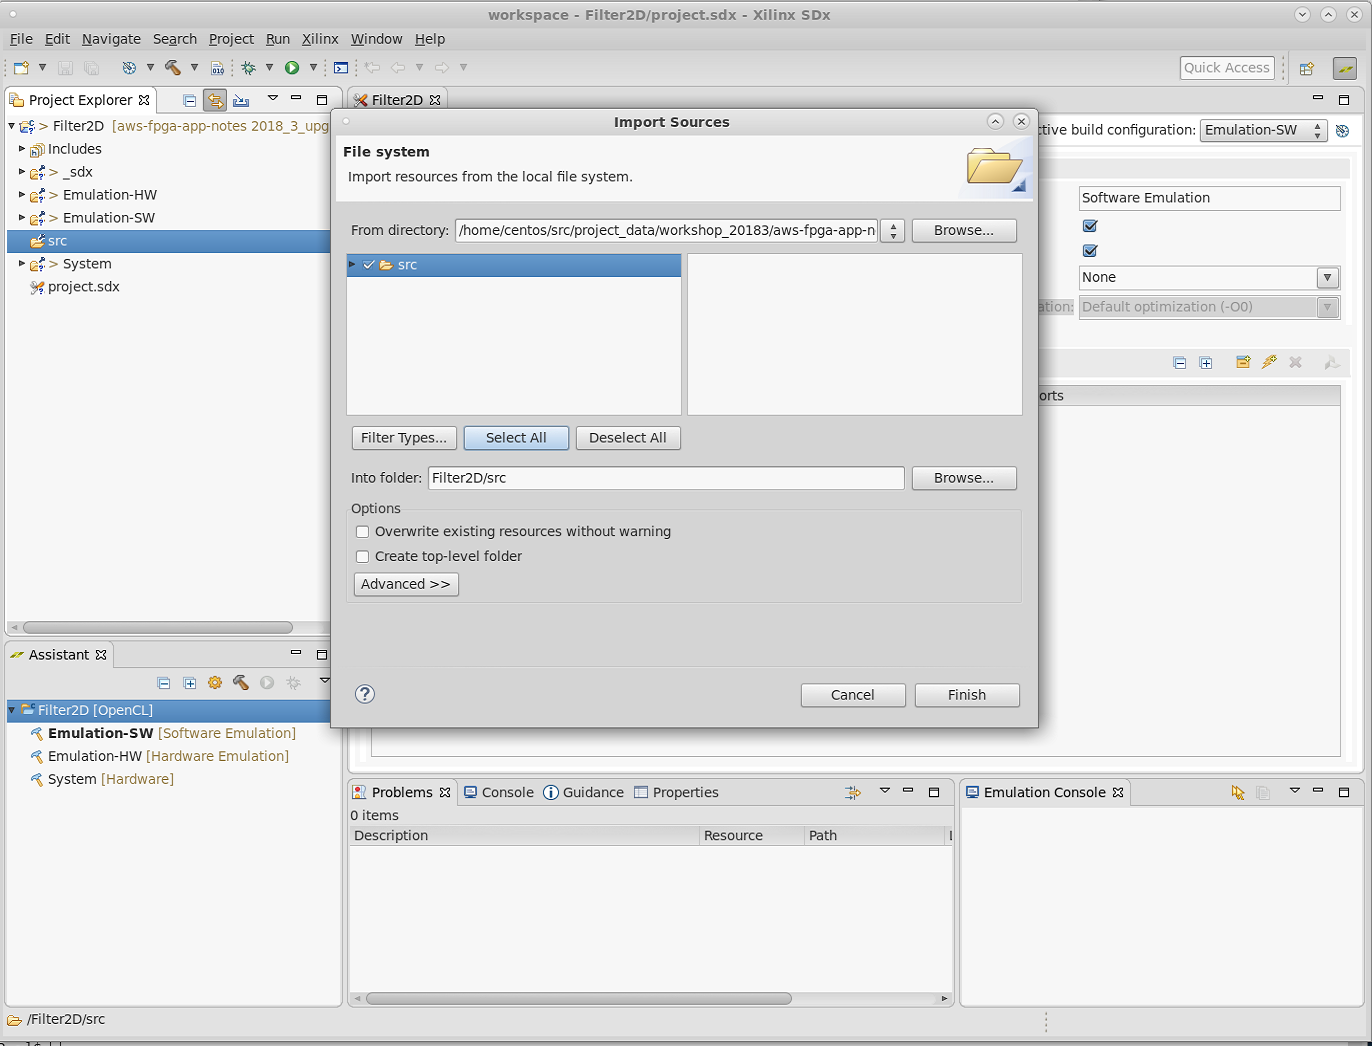 workspace - Filter2D/project.sdx - Xilinx SDx
File Edit Navigate Search Project Run Xilinx Window Help
Quick Access
Project Explorer
Filter2D
> Filter2D [aws-fpga-app-notes 2018_3_upg
Includes
> _sdx
> Emulation-HW
> Emulation-SW
src
> System
project.sdx
ctive build configuration: Emulation-SW
Software Emulation
None
ation: Default optimization (-O0)
orts
Import Sources
File system
Import resources from the local file system.
From directory: /home/centos/src/project_data/workshop_20183/aws-fpga-app-n Browse...
src
Filter Types... Select All Deselect All
Into folder: Filter2D/src Browse...
Options
Overwrite existing resources without warning
Create top-level folder
Advanced >>
? Cancel Finish
Assistant
Filter2D [OpenCL]
Emulation-SW [Software Emulation]
Emulation-HW [Hardware Emulation]
System [Hardware]
Problems Console Guidance Properties
0 items
Description Resource Path L
Emulation Console
/Filter2D/src